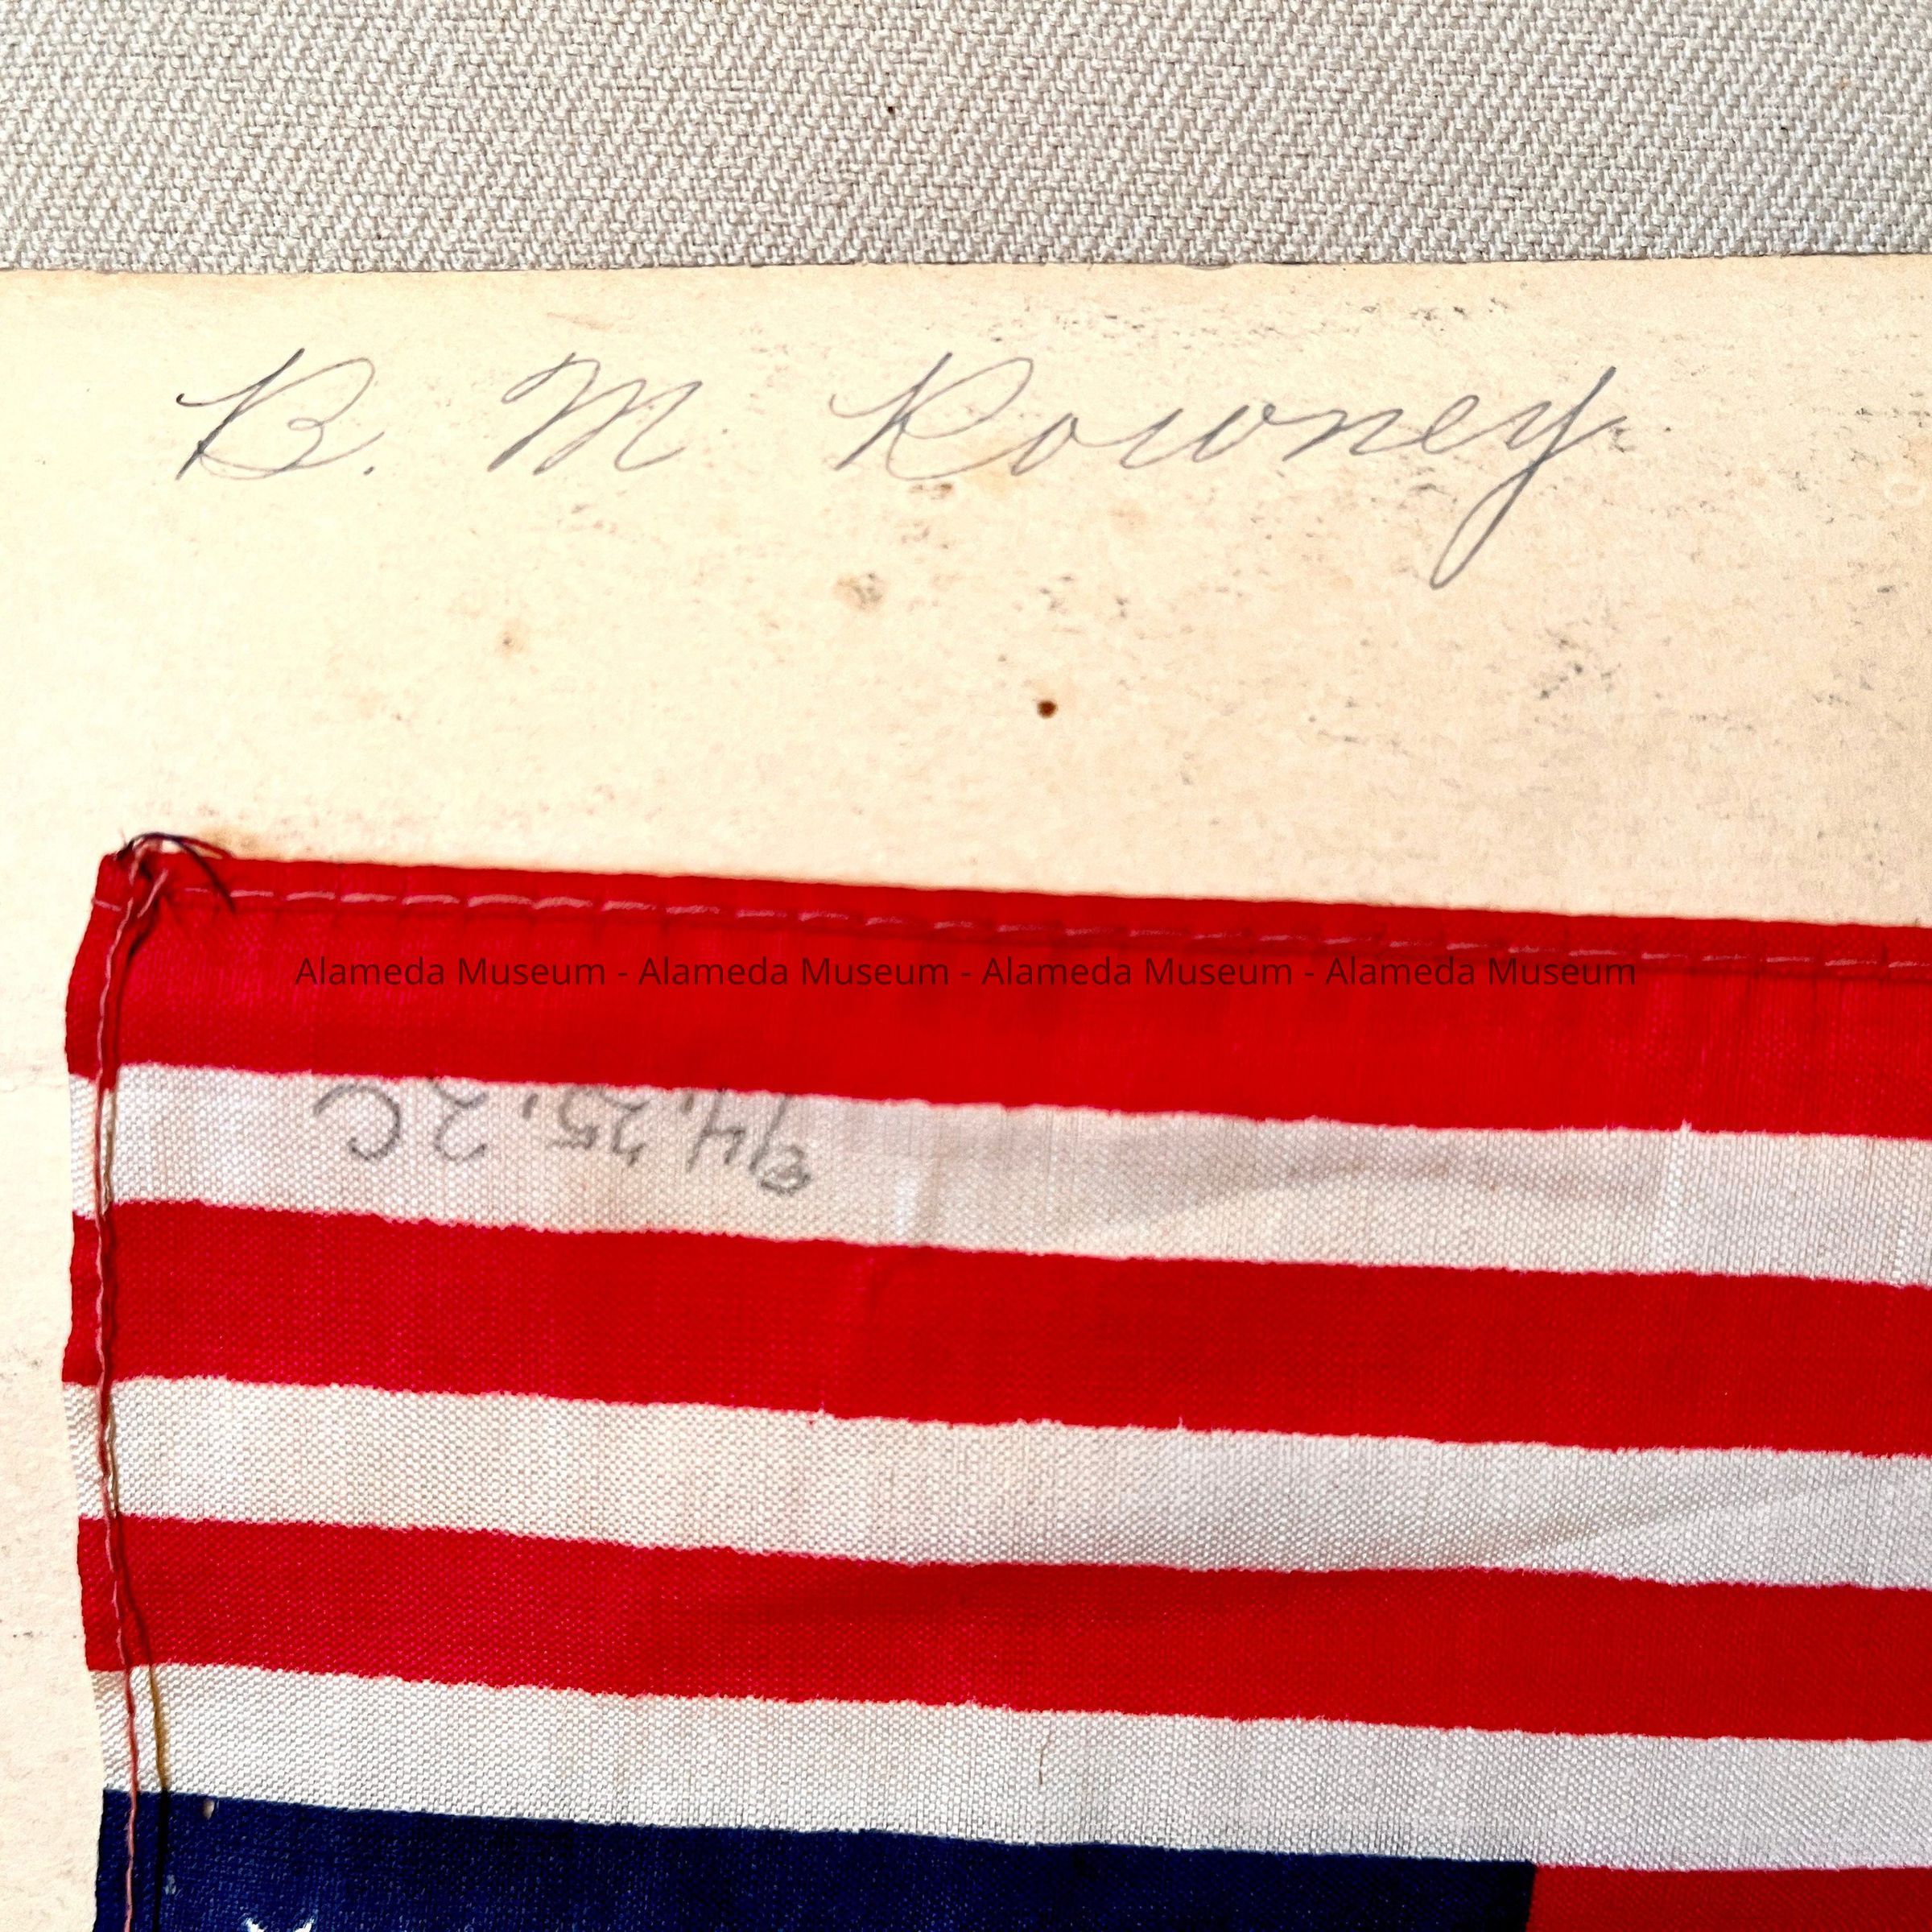 B. M. Rowney.
Alameda Museum - Alameda Museum - Alameda Museum - Alameda Museum
94.25.2C